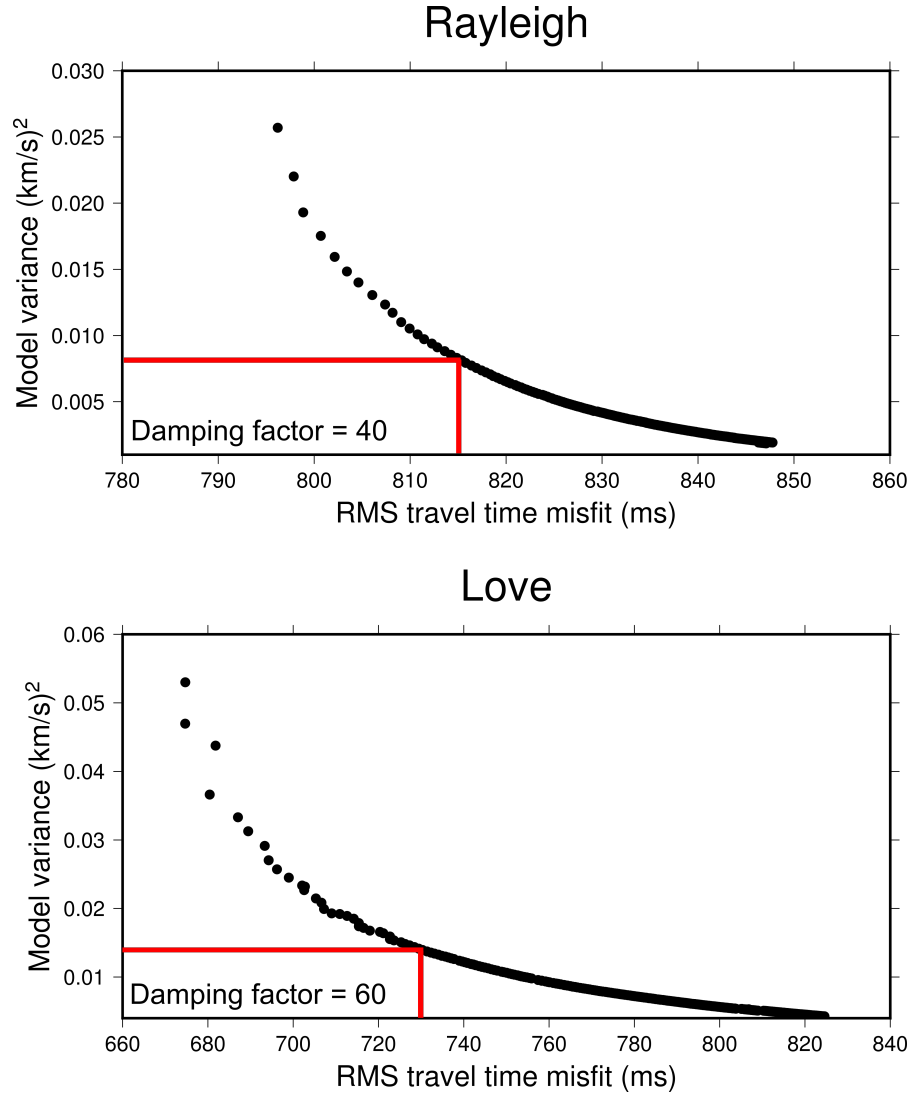 Rayleigh
0.030
0.025
0.020
0.015
0.010
0.005
Model variance (km/s)2
Damping factor = 40
780 790 800 810 820 830 840 850 860
RMS travel time misfit (ms)
Love
0.06
0.05
0.04
0.03
0.02
0.01
Model variance (km/s)2
Damping factor = 60
660 680 700 720 740 760 780 800 820 840
RMS travel time misfit (ms)